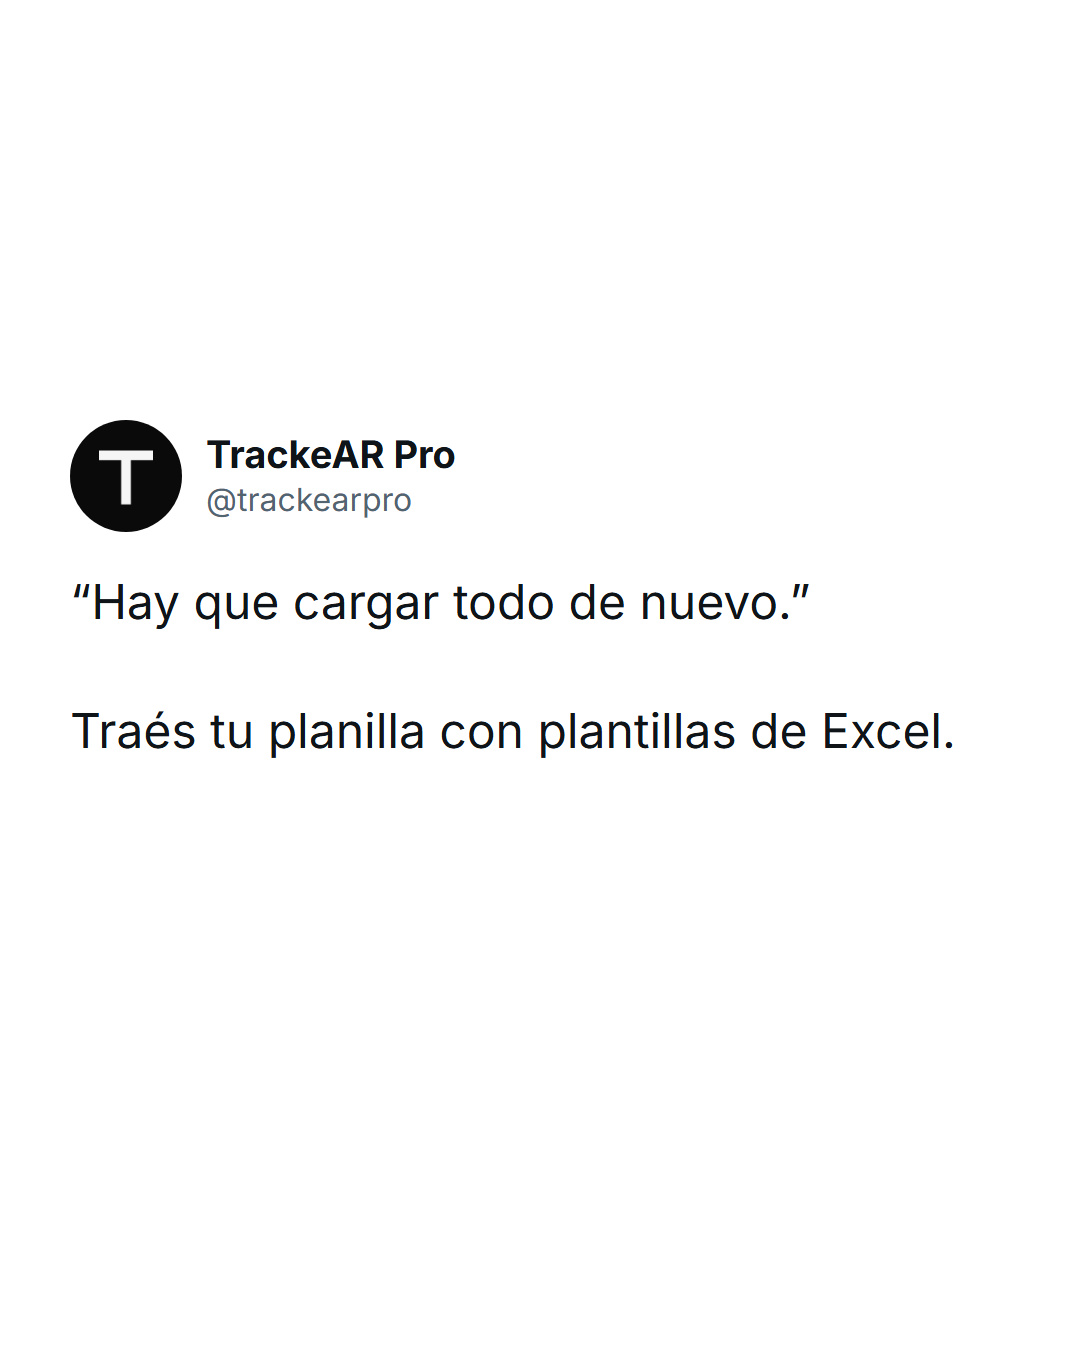 T
TrackeAR Pro
@trackearpro
“Hay que cargar todo de nuevo.”
Traés tu planilla con plantillas de Excel.